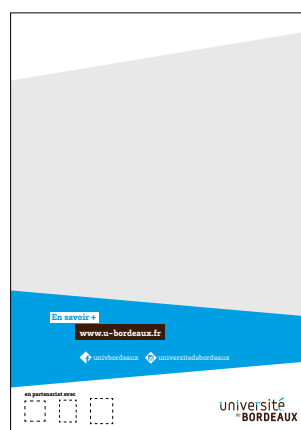 En savoir +
www.u-bordeaux.fr
univbordeaux universitedebordeaux
en partenariat avec
université
de BORDEAUX